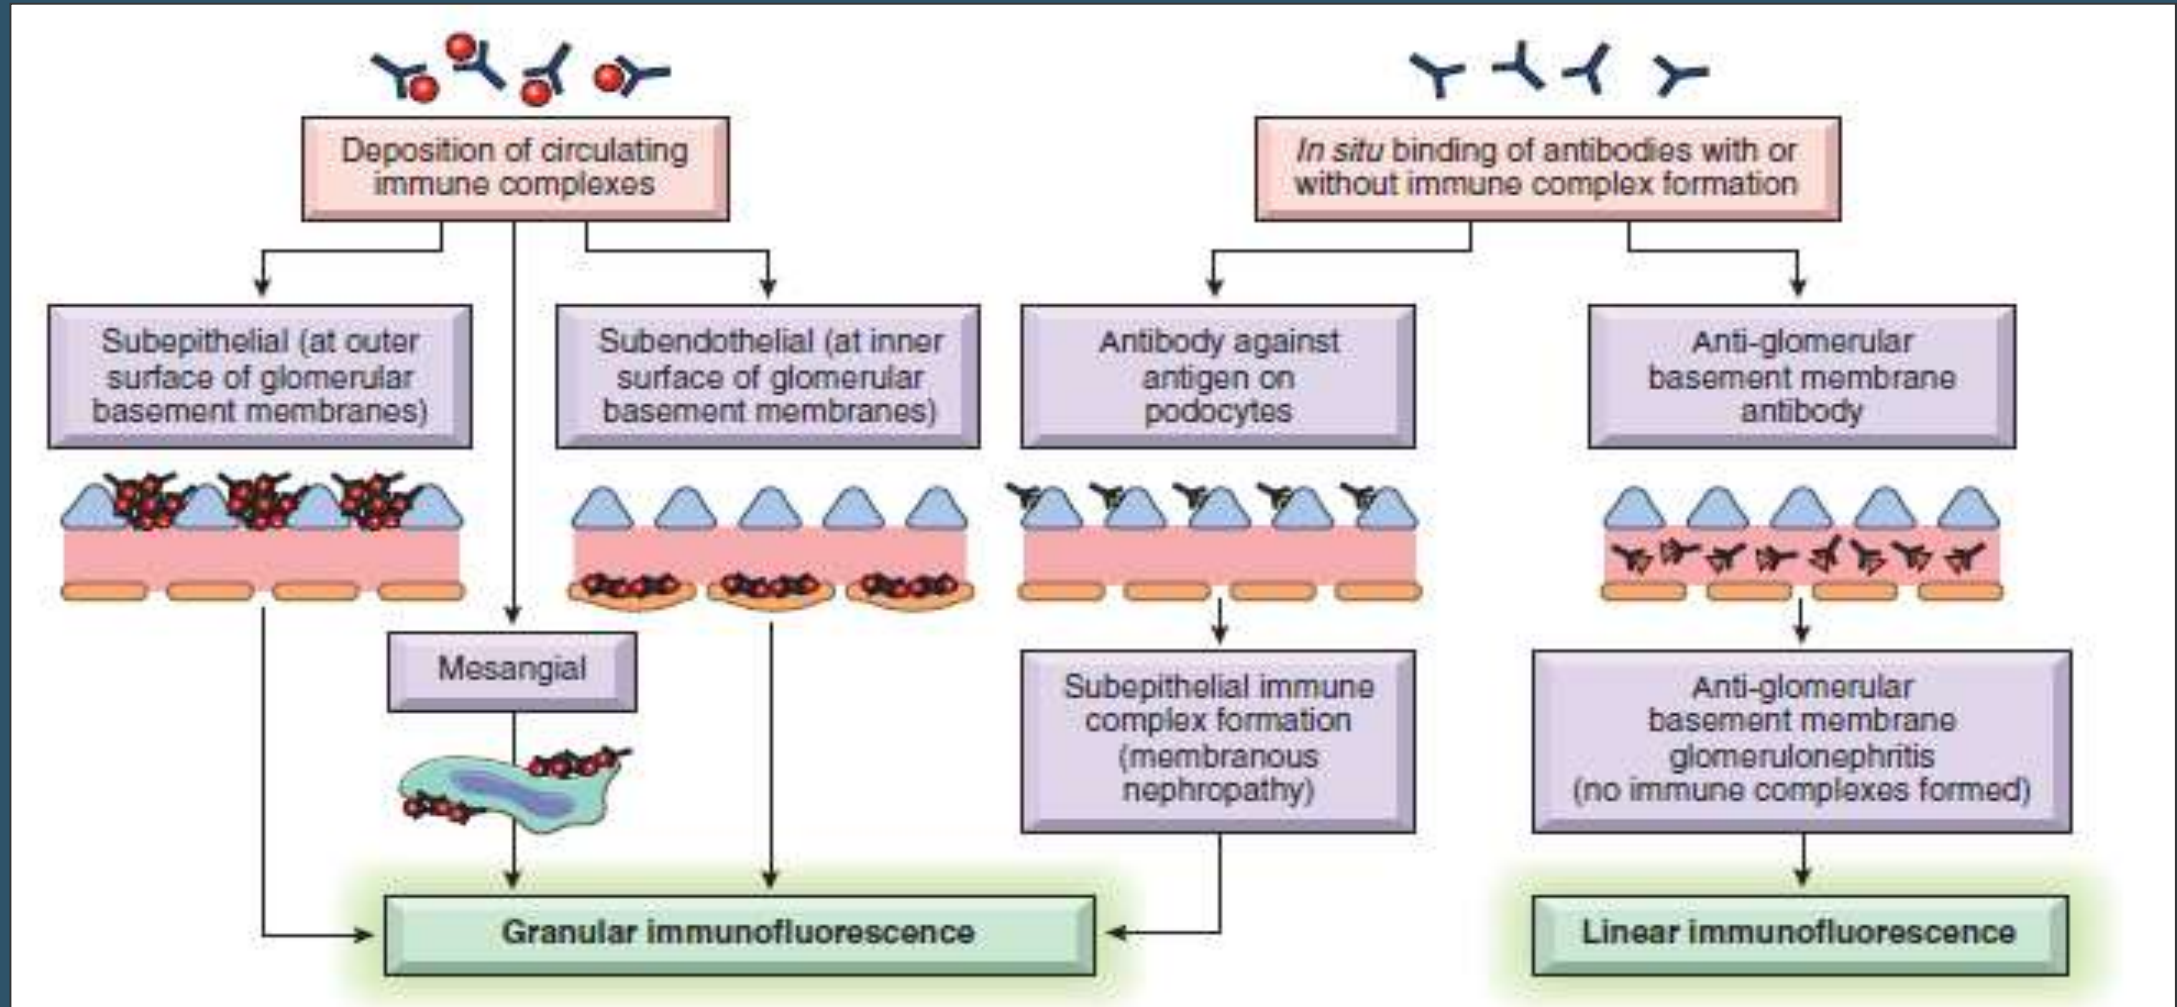 Deposition of circulating
immune complexes
In situ binding of antibodies with or
without immune complex formation
Subepithelial (at outer
surface of glomerular
basement membranes)
Subendothelial (at inner
surface of glomerular
basement membranes)
Antibody against
antigen on
podocytes
Anti-glomerular
basement membrane
antibody
Mesangial
Subepithelial immune
complex formation
(membranous
nephropathy)
Anti-glomerular
basement membrane
glomerulonephritis
(no immune complexes formed)
Granular immunofluorescence
Linear immunofluorescence